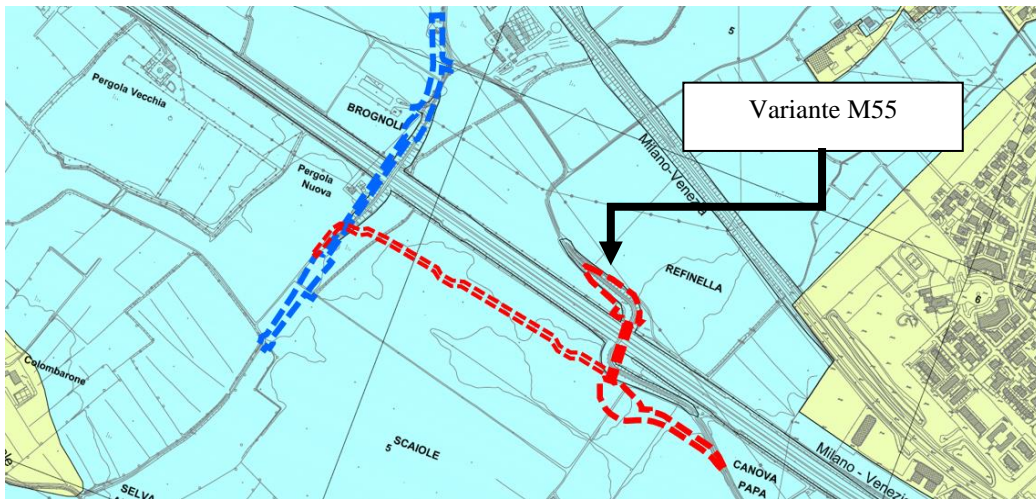 5
Variante M55
Pergola Vecchia
BROGNOLI
Milano-Venezia
Pergola
Nuova
REFINELLA
6
Colombarone
SCAIOLE
5
CANOVA
PAPA
Milano - Venezia
SELVA